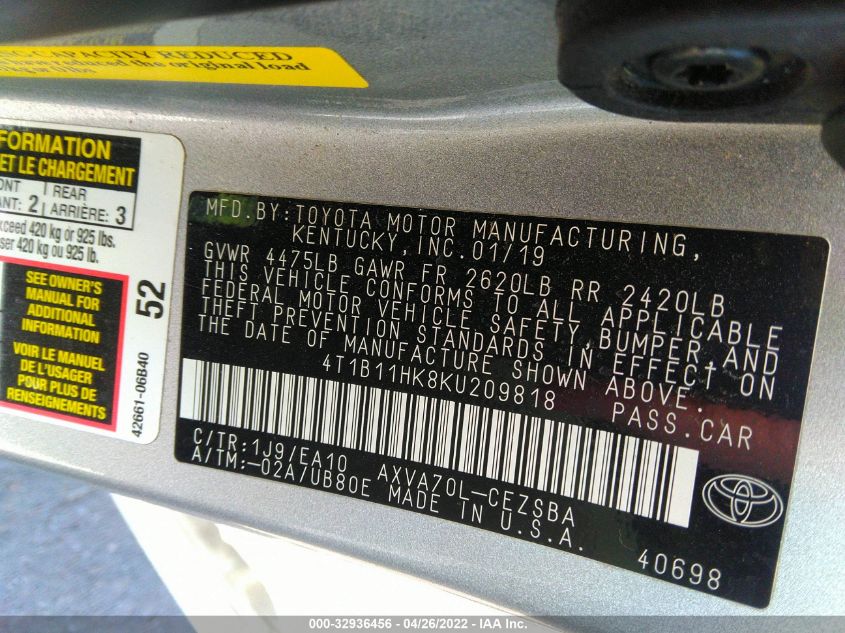 CAPACITY REDUCED
reduced the original load
FORMATION
ET LE CHARGEMENT
REAR
2 ARRIÈRE: 3
420 kg or 925 lbs.
420 kg ou 925 lb.
SEE OWNER'S
MANUAL FOR
ADDITIONAL
INFORMATION
VOIR LE MANUEL
DE L'USAGER
POUR PLUS DE
RENSEIGNEMENTS
52
42661-06B40
MFD.BY:TOYOTA MOTOR MANUFACTURING,
KENTUCKY,INC.01/19
GVWR 4475LB GAWR FR 2620LB RR 2420LB
THIS VEHICLE CONFORMS TO ALL APPLICABLE
FEDERAL MOTOR VEHICLE SAFETY,BUMPER,AND
THEFT PREVENTION STANDARDS IN EFFECT ON
THE DATE OF MANUFACTURE SHOWN ABOVE.
4T1B11HK8KU209818 PASS.CAR
C/TR:1J9/EA10 AXVA70L-CEZSBA
A/TM:-02A/UB80E MADE IN U.S.A.
40698
000-32936456 - 04/26/2022 - IAA Inc.